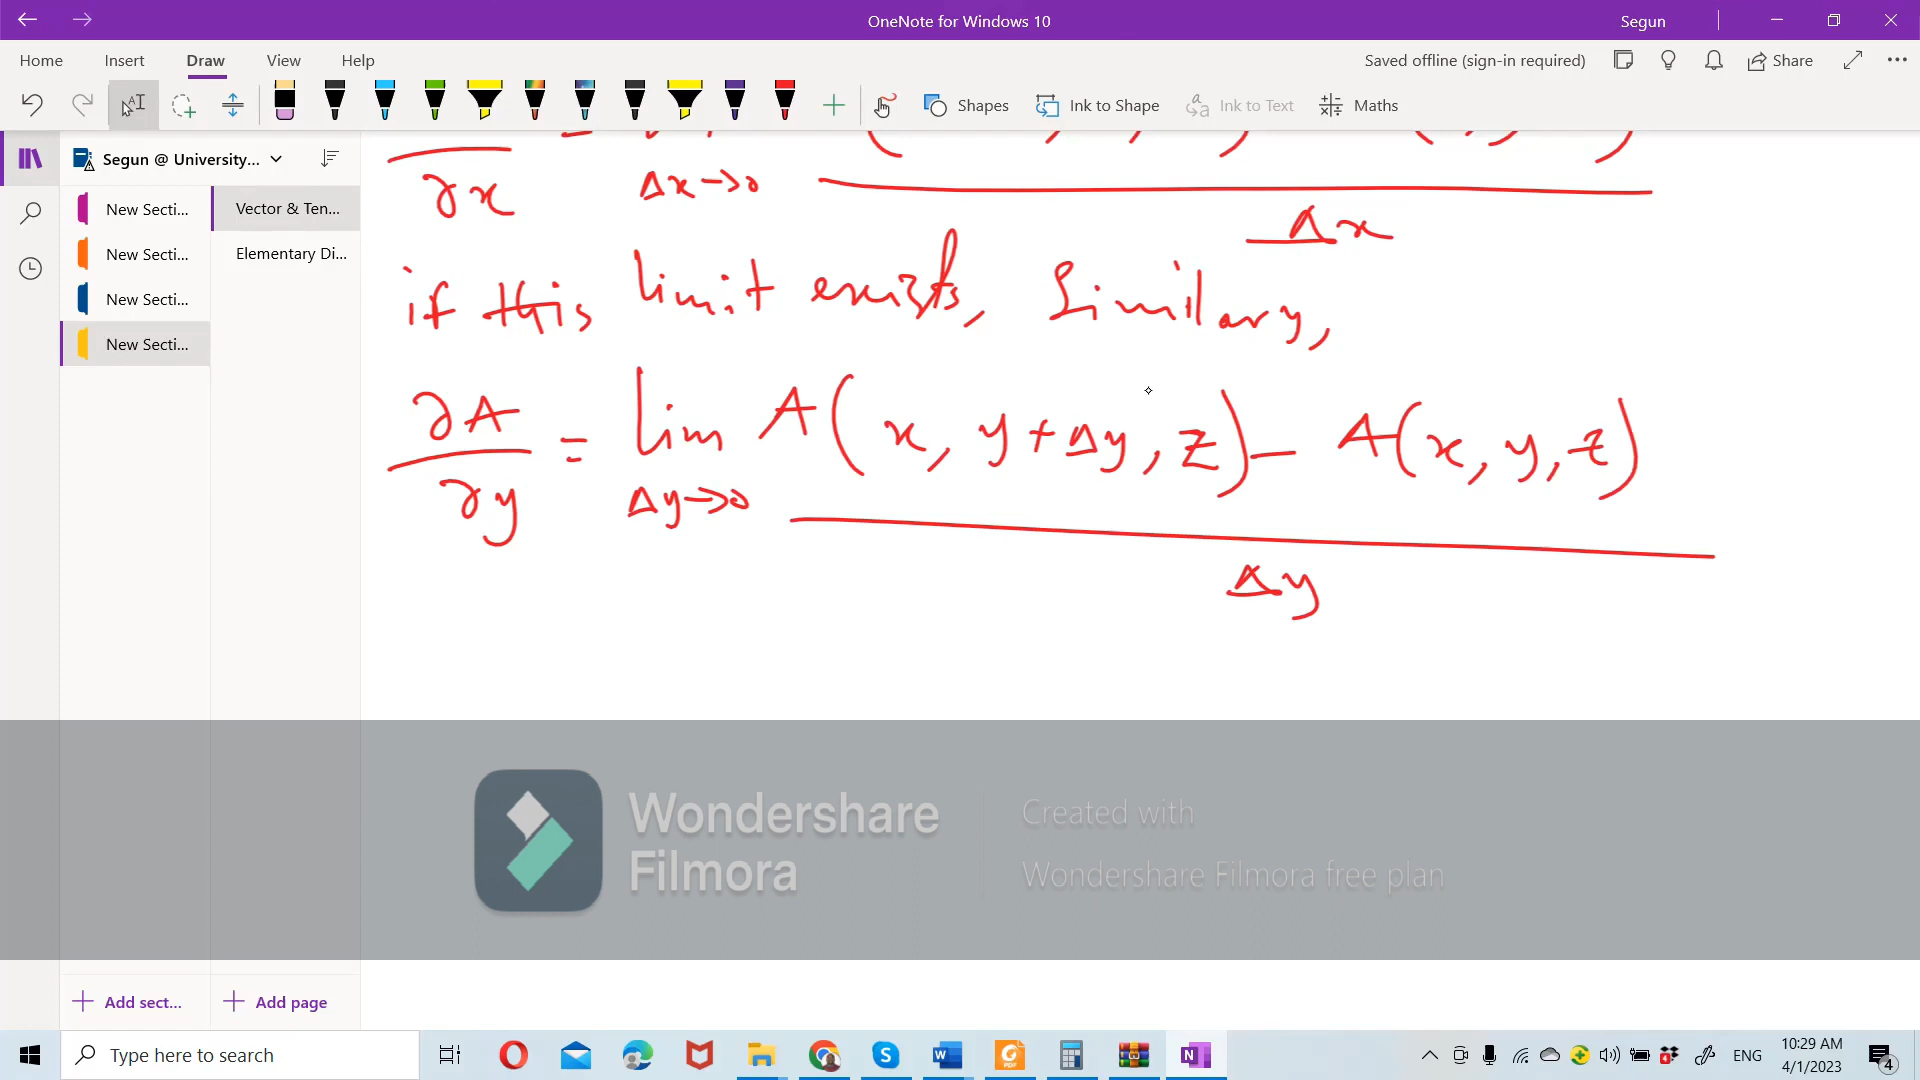 OneNote for Windows 10
Segun
Home Insert Draw View Help
Saved offline (sign-in required) Share
Shapes Ink to Shape Ink to Text Maths
Segun @ University...
New Secti...
New Secti...
New Secti...
New Secti...
Vector & Ten...
Elementary Di...
∂x Δx→0 Δx
if this limit exists, Similary,
∂A/∂y = lim Δy→0 A(x, y+Δy, z) - A(x, y, z) / Δy
Wondershare
Filmora
Created with
Wondershare Filmora free plan
Add sect... Add page
Type here to search
ENG
10:29 AM
4/1/2023
4